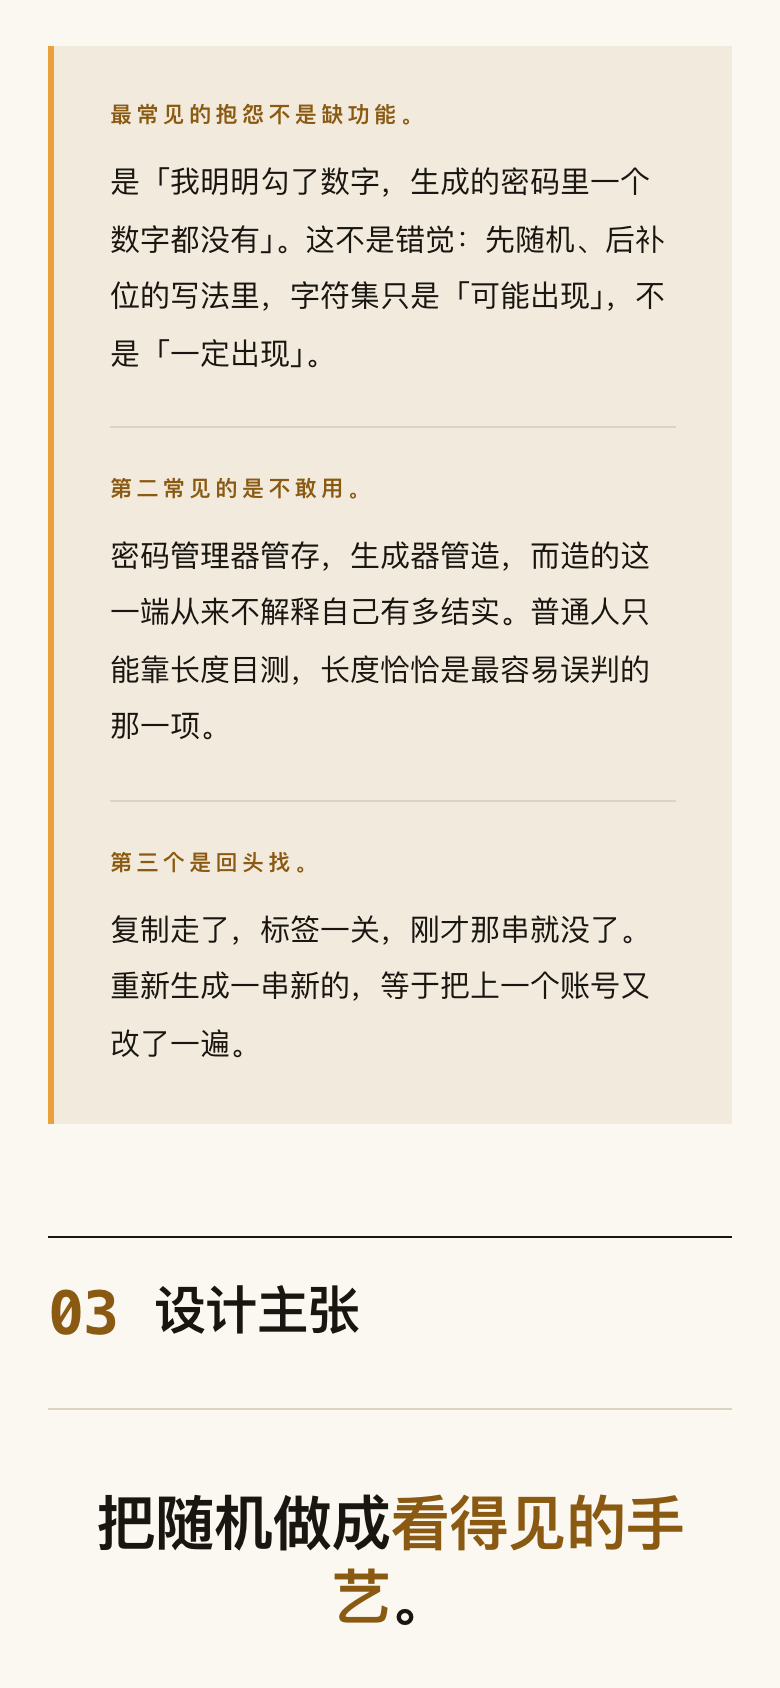 最常见的抱怨不是缺功能。
是「我明明勾了数字，生成的密码里一个
数字都没有」。这不是错觉：先随机、后补
位的写法里，字符集只是「可能出现」，不
是「一定出现」。
第二常见的是不敢用。
密码管理器管存，生成器管造，而造的这
一端从来不解释自己有多结实。普通人只
能靠长度目测，长度恰恰是最容易误判的
那一项。
第三个是回头找。
复制走了，标签一关，刚才那串就没了。
重新生成一串新的，等于把上一个账号又
改了一遍。
03 设计主张
把随机做成看得见的手
艺。